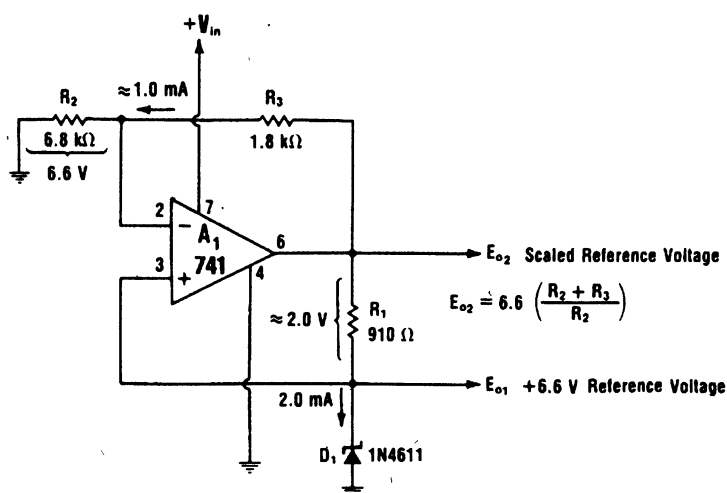 +Vin
≈1.0 mA
R2
R3
6.8 kΩ
1.8 kΩ
6.6 V
2
7
−
A1
6
741
3
+
4
Eo2 Scaled Reference Voltage
R1
Eo2 = 6.6 (R2 + R3 / R2)
≈2.0 V
910 Ω
Eo1 +6.6 V Reference Voltage
2.0 mA
D1
1N4611